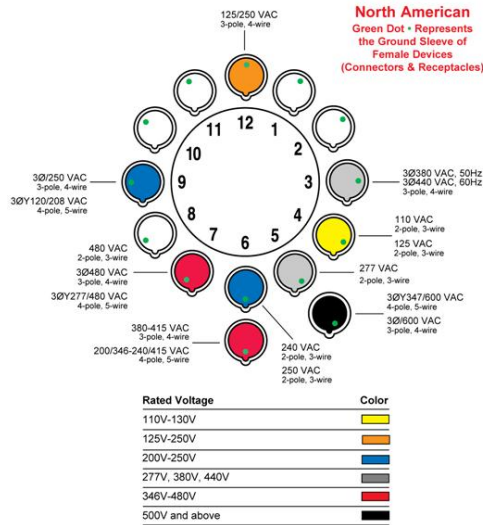 North American
Green Dot • Represents
the Ground Sleeve of
Female Devices
(Connectors & Receptacles)
125/250 VAC
3-pole, 4-wire
12
1
2
3
4
5
6
7
8
9
10
11
3Ø380 VAC, 50Hz
3Ø440 VAC, 60Hz
3-pole, 4-wire
110 VAC
2-pole, 3-wire
125 VAC
2-pole, 3-wire
277 VAC
2-pole, 3-wire
3ØY347/600 VAC
4-pole, 5-wire
3Ø/600 VAC
3-pole, 4-wire
240 VAC
2-pole, 3-wire
250 VAC
2-pole, 3-wire
380-415 VAC
3-pole, 4-wire
200/346-240/415 VAC
4-pole, 5-wire
480 VAC
2-pole, 3-wire
3Ø480 VAC
3-pole, 4-wire
3ØY277/480 VAC
4-pole, 5-wire
3Ø/250 VAC
3-pole, 4-wire
3ØY120/208 VAC
4-pole, 5-wire
Rated Voltage Color
110V-130V
125V-250V
200V-250V
277V, 380V, 440V
346V-480V
500V and above